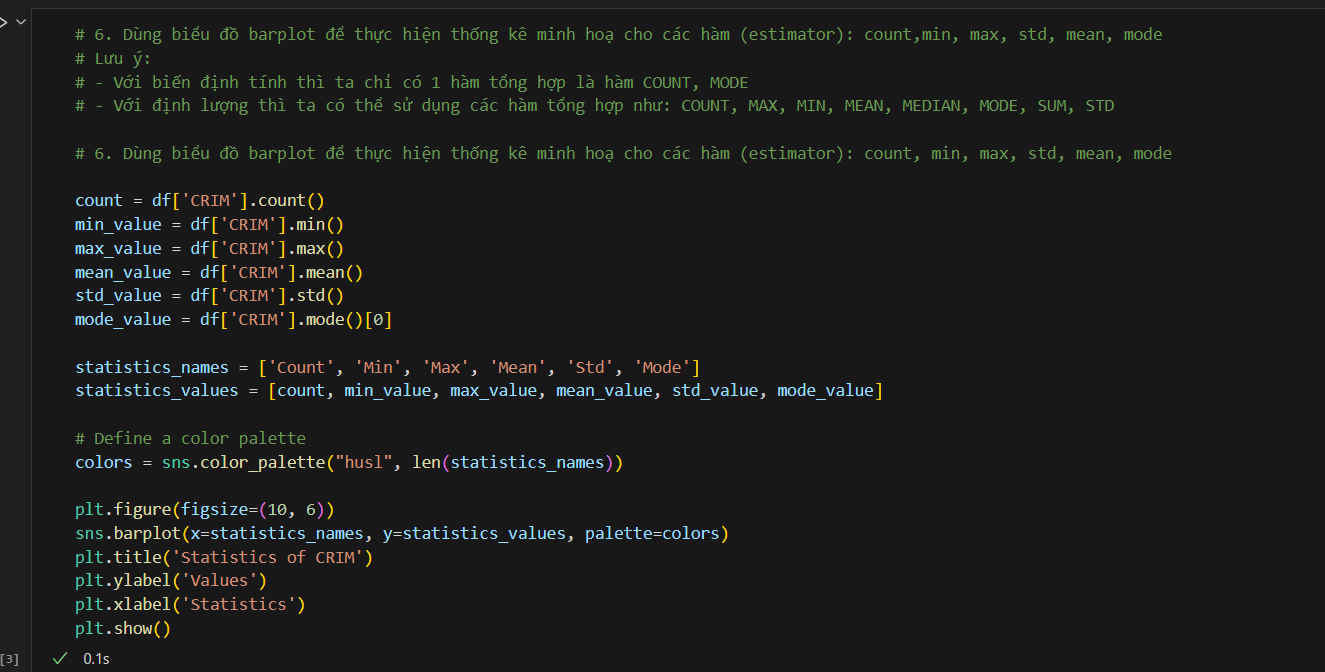 # 6. Dùng biểu đồ barplot để thực hiện thống kê minh hoạ cho các hàm (estimator): count,min, max, std, mean, mode
# Lưu ý:
# - Với biến định tính thì ta chỉ có 1 hàm tổng hợp là hàm COUNT, MODE
# - Với định lượng thì ta có thể sử dụng các hàm tổng hợp như: COUNT, MAX, MIN, MEAN, MEDIAN, MODE, SUM, STD
# 6. Dùng biểu đồ barplot để thực hiện thống kê minh hoạ cho các hàm (estimator): count, min, max, std, mean, mode
count = df['CRIM'].count()
min_value = df['CRIM'].min()
max_value = df['CRIM'].max()
mean_value = df['CRIM'].mean()
std_value = df['CRIM'].std()
mode_value = df['CRIM'].mode()[0]
statistics_names = ['Count', 'Min', 'Max', 'Mean', 'Std', 'Mode']
statistics_values = [count, min_value, max_value, mean_value, std_value, mode_value]
# Define a color palette
colors = sns.color_palette("husl", len(statistics_names))
plt.figure(figsize=(10, 6))
sns.barplot(x=statistics_names, y=statistics_values, palette=colors)
plt.title('Statistics of CRIM')
plt.ylabel('Values')
plt.xlabel('Statistics')
plt.show()
[3] ✓ 0.1s